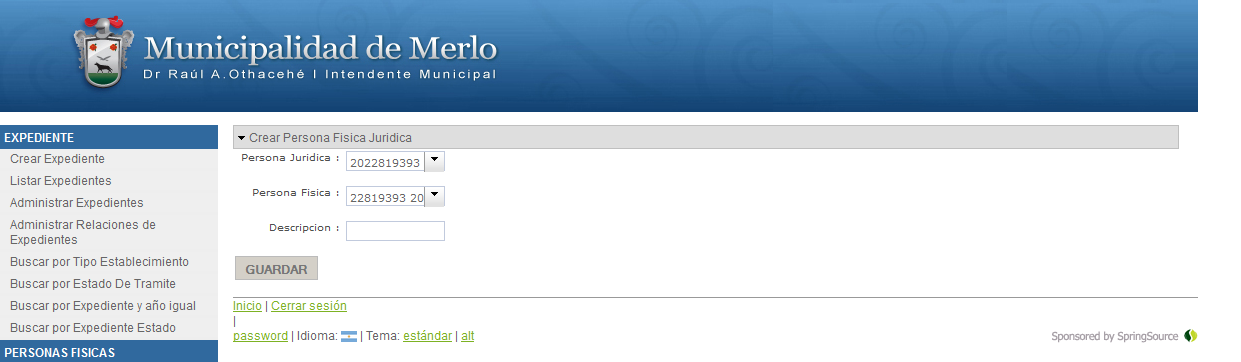 Municipalidad de Merlo
Dr Raúl A.Othacehé | Intendente Municipal
EXPEDIENTE
Crear Expediente
Listar Expedientes
Administrar Expedientes
Administrar Relaciones de
Expedientes
Buscar por Tipo Establecimiento
Buscar por Estado De Tramite
Buscar por Expediente y año igual
Buscar por Expediente Estado
PERSONAS FISICAS
Crear Persona Fisica Juridica
Persona Juridica : 2022819393
Persona Fisica : 22819393 20
Descripcion :
GUARDAR
Inicio | Cerrar sesión
|
password | Idioma: | Tema: estándar | alt
Sponsored by SpringSource